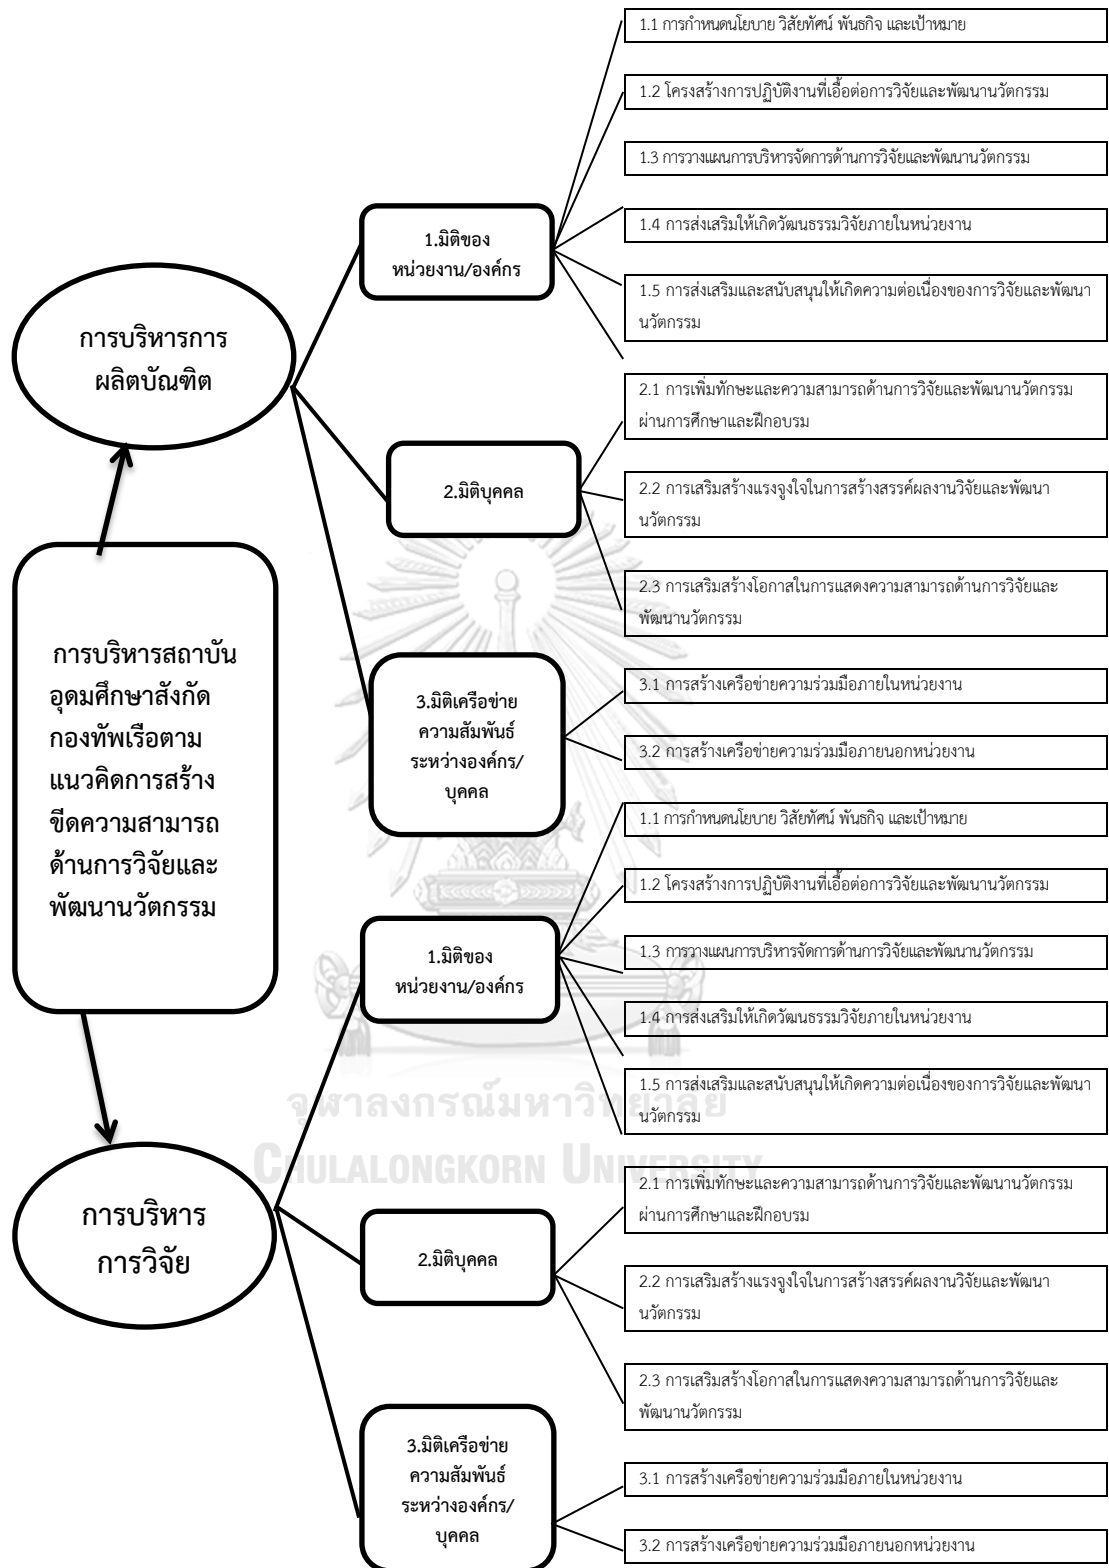 การบริหารสถาบัน
อุดมศึกษาสังกัด
กองทัพเรือตาม
แนวคิดการสร้าง
ขีดความสามารถ
ด้านการวิจัยและ
พัฒนานวัตกรรม
การบริหารการ
ผลิตบัณฑิต
1.มิติของ
หน่วยงาน/องค์กร
1.1 การกำหนดนโยบาย วิสัยทัศน์ พันธกิจ และเป้าหมาย
1.2 โครงสร้างการปฏิบัติงานที่เอื้อต่อการวิจัยและพัฒนานวัตกรรม
1.3 การวางแผนการบริหารจัดการด้านการวิจัยและพัฒนานวัตกรรม
1.4 การส่งเสริมให้เกิดวัฒนธรรมวิจัยภายในหน่วยงาน
1.5 การส่งเสริมและสนับสนุนให้เกิดความต่อเนื่องของการวิจัยและพัฒนา
นวัตกรรม
2.มิติบุคคล
2.1 การเพิ่มทักษะและความสามารถด้านการวิจัยและพัฒนานวัตกรรม
ผ่านการศึกษาและฝึกอบรม
2.2 การเสริมสร้างแรงจูงใจในการสร้างสรรค์ผลงานวิจัยและพัฒนา
นวัตกรรม
2.3 การเสริมสร้างโอกาสในการแสดงความสามารถด้านการวิจัยและ
พัฒนานวัตกรรม
3.มิติเครือข่าย
ความสัมพันธ์
ระหว่างองค์กร/
บุคคล
3.1 การสร้างเครือข่ายความร่วมมือภายในหน่วยงาน
3.2 การสร้างเครือข่ายความร่วมมือภายนอกหน่วยงาน
การบริหาร
การวิจัย
1.มิติของ
หน่วยงาน/องค์กร
1.1 การกำหนดนโยบาย วิสัยทัศน์ พันธกิจ และเป้าหมาย
1.2 โครงสร้างการปฏิบัติงานที่เอื้อต่อการวิจัยและพัฒนานวัตกรรม
1.3 การวางแผนการบริหารจัดการด้านการวิจัยและพัฒนานวัตกรรม
1.4 การส่งเสริมให้เกิดวัฒนธรรมวิจัยภายในหน่วยงาน
1.5 การส่งเสริมและสนับสนุนให้เกิดความต่อเนื่องของการวิจัยและพัฒนา
นวัตกรรม
2.มิติบุคคล
2.1 การเพิ่มทักษะและความสามารถด้านการวิจัยและพัฒนานวัตกรรม
ผ่านการศึกษาและฝึกอบรม
2.2 การเสริมสร้างแรงจูงใจในการสร้างสรรค์ผลงานวิจัยและพัฒนา
นวัตกรรม
2.3 การเสริมสร้างโอกาสในการแสดงความสามารถด้านการวิจัยและ
พัฒนานวัตกรรม
3.มิติเครือข่าย
ความสัมพันธ์
ระหว่างองค์กร/
บุคคล
3.1 การสร้างเครือข่ายความร่วมมือภายในหน่วยงาน
3.2 การสร้างเครือข่ายความร่วมมือภายนอกหน่วยงาน
จุฬาลงกรณ์มหาวิทยาลัย
CHULALONGKORN UNIVERSITY